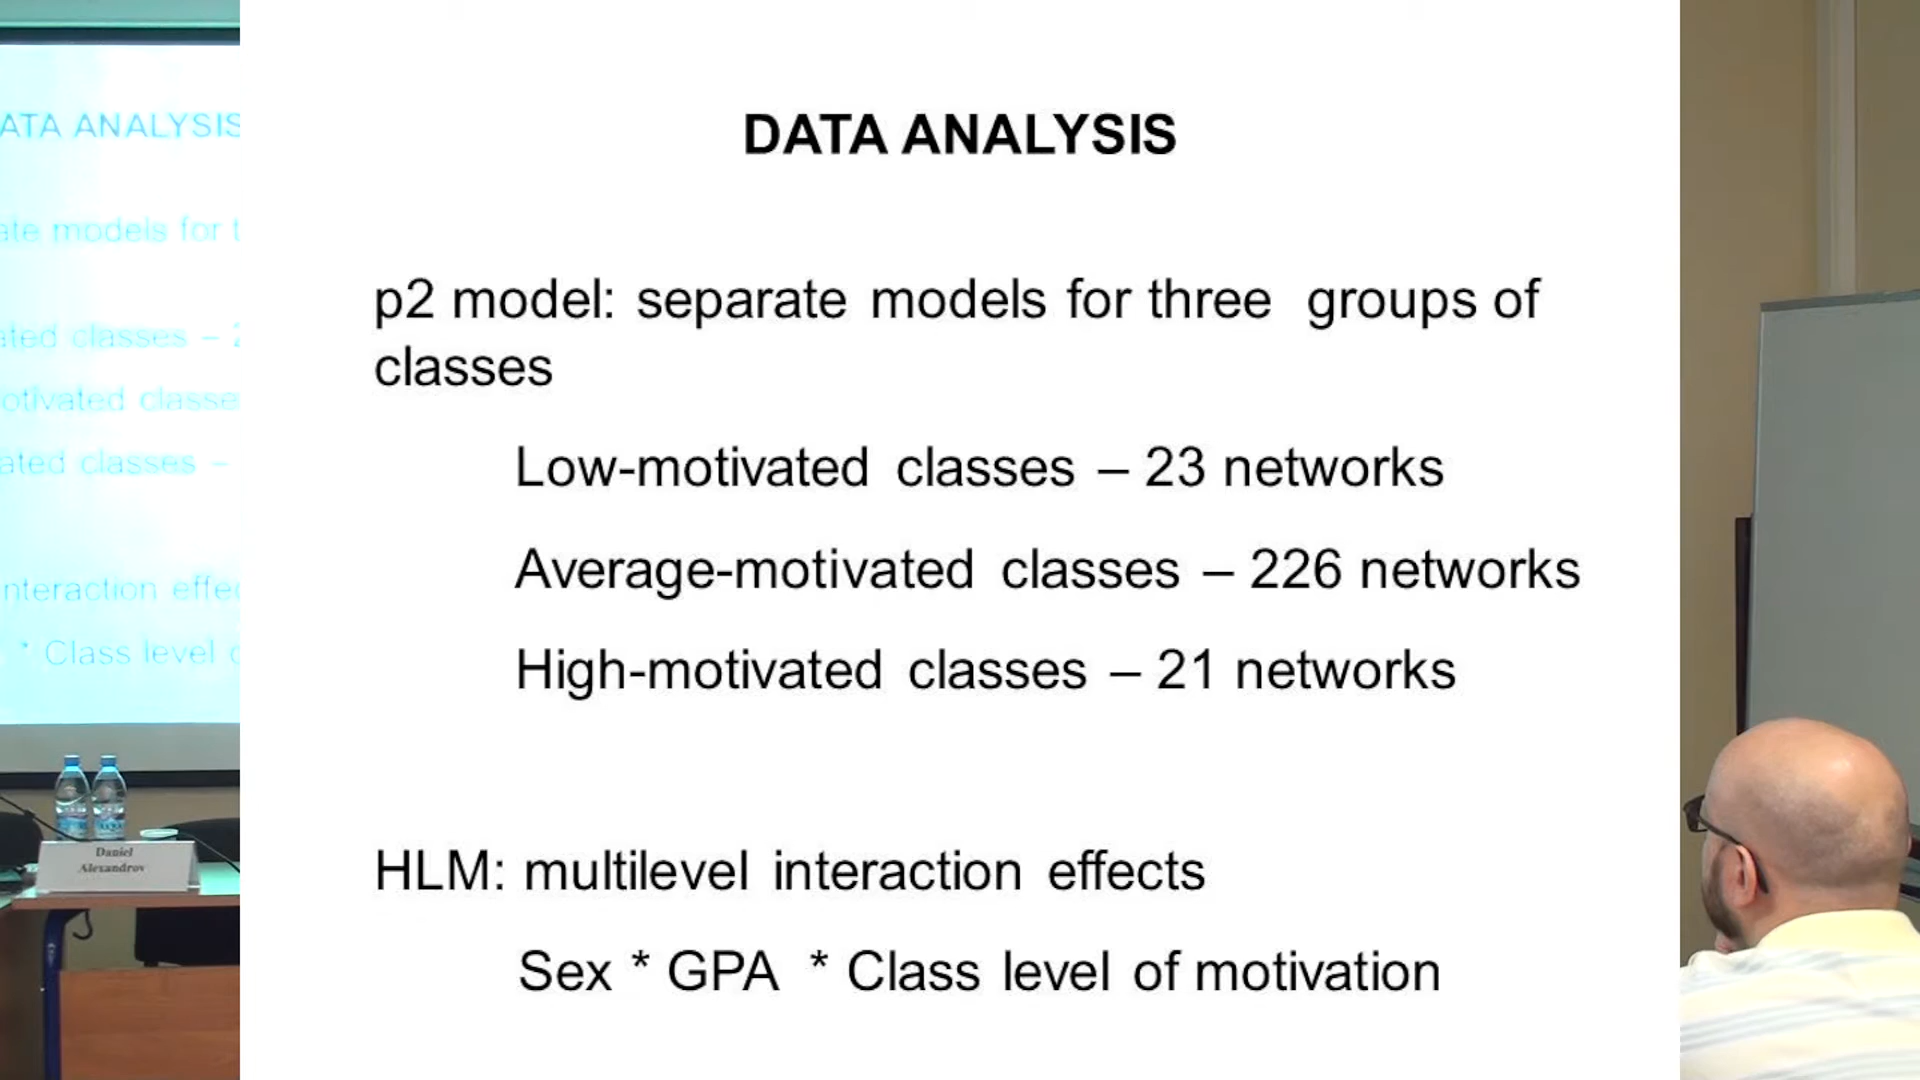 DATA ANALYSIS
p2 model: separate models for three groups of
classes
Low-motivated classes – 23 networks
Average-motivated classes – 226 networks
High-motivated classes – 21 networks
HLM: multilevel interaction effects
Sex * GPA * Class level of motivation
ATA ANALYSIS
ate models for t
ated classes – 2
otivated classe
ated classes –
nteraction effec
* Class level o
Daniel
Alexandrov